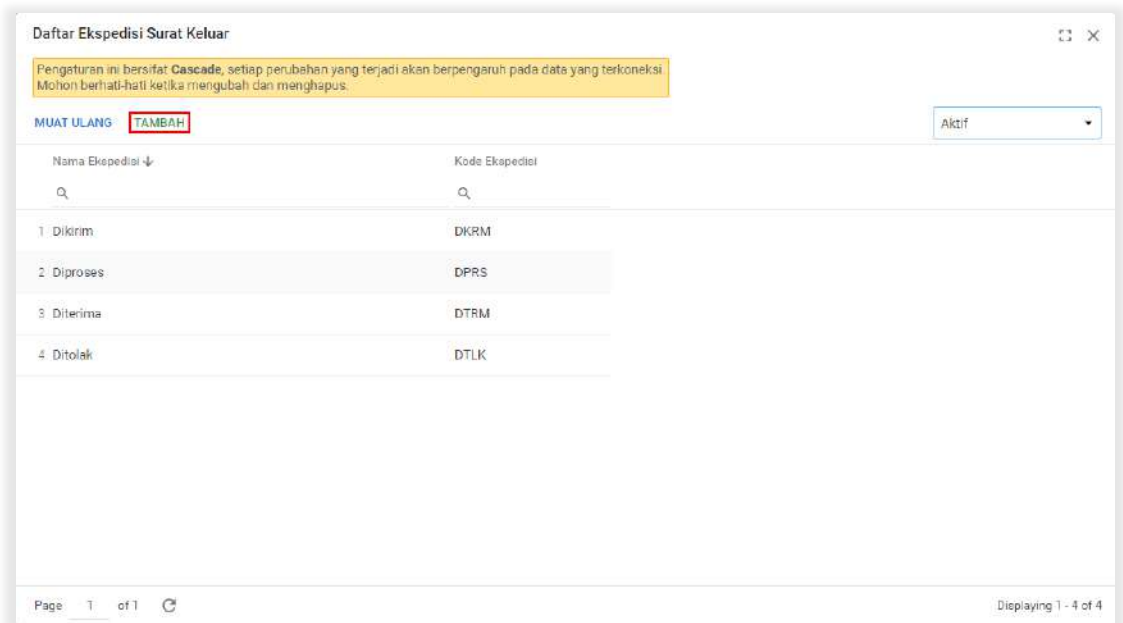 Daftar Ekspedisi Surat Keluar
Pengaturan ini bersifat Cascade, setiap perubahan yang terjadi akan berpengaruh pada data yang terkoneksi.
Mohon berhati-hati ketika mengubah dan menghapus.
MUAT ULANG TAMBAH Aktif
Nama Ekspedisi Kode Ekspedisi
1 Dikirim DKRM
2 Diproses DPRS
3 Diterima DTRM
4 Ditolak DTLK
Page 1 of 1 Displaying 1 - 4 of 4